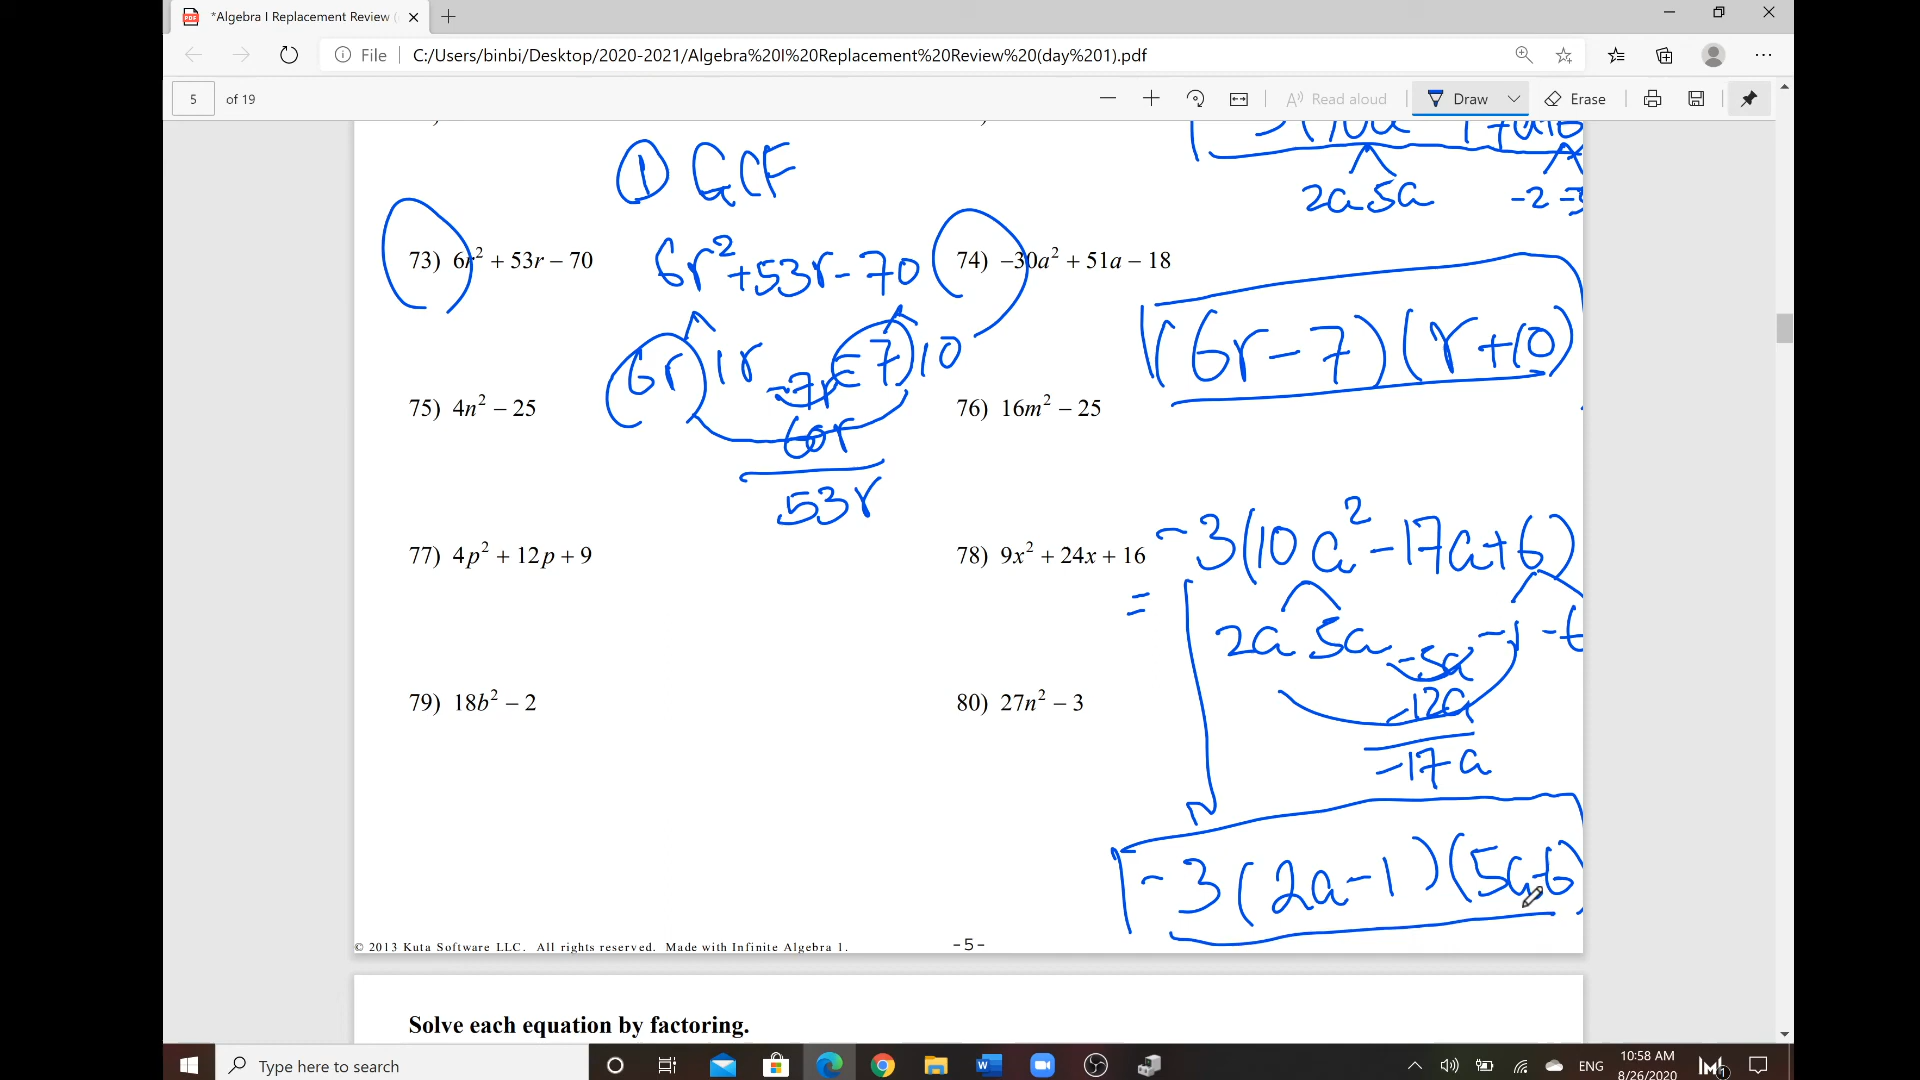 *Algebra I Replacement Review (
File
C:/Users/binbi/Desktop/2020-2021/Algebra%20I%20Replacement%20Review%20(day%201).pdf
5 of 19
Read aloud
Draw
Erase
① GCF
2a 5a
-2 -3
73) 6r² + 53r − 70
6r² + 53r - 70
74) −30a² + 51a − 18
6r 1r
-7 10
-7r
60r
53r
(6r - 7)(r + 10)
75) 4n² − 25
76) 16m² − 25
77) 4p² + 12p + 9
78) 9x² + 24x + 16
-3(10a² - 17a + 6)
=
2a 5a
-1 -6
-5a
-12a
-17a
79) 18b² − 2
80) 27n² − 3
-3(2a - 1)(5a-6)
© 2013 Kuta Software LLC. All rights reserved. Made with Infinite Algebra 1.
-5-
Solve each equation by factoring.
Type here to search
ENG
10:58 AM
8/26/2020